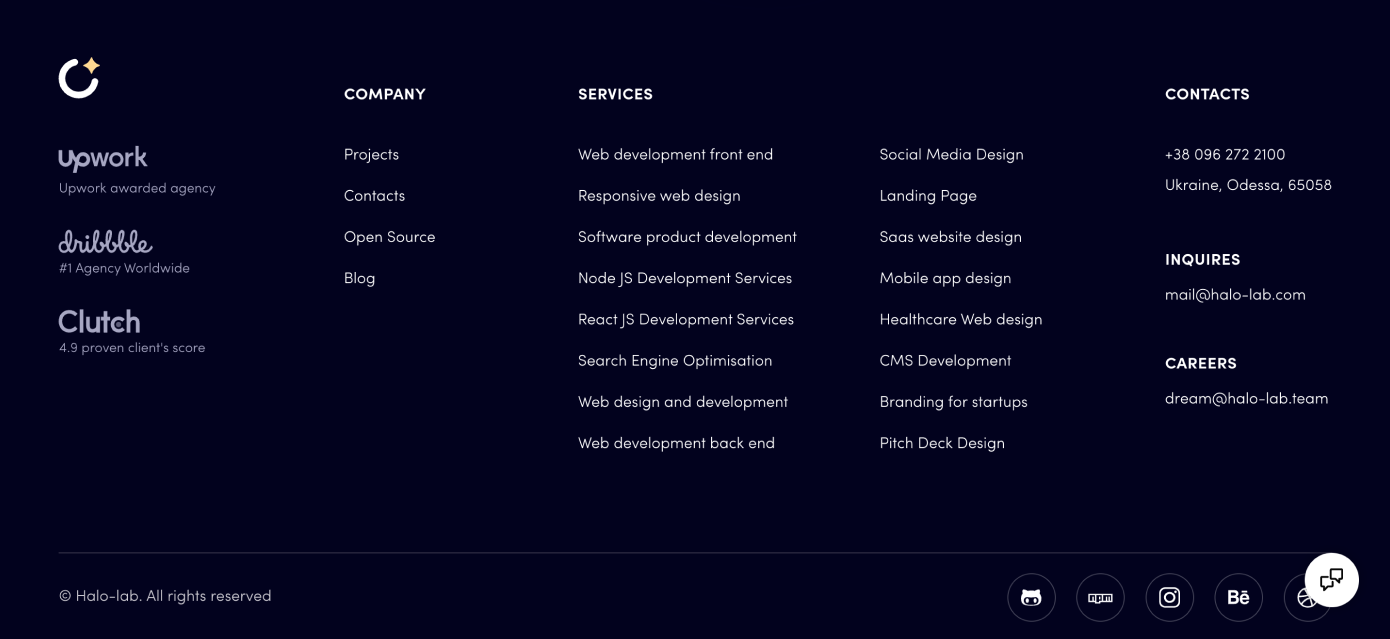 upwork
Upwork awarded agency
dribbble
#1 Agency Worldwide
Clutch
4.9 proven client's score
COMPANY
Projects
Contacts
Open Source
Blog
SERVICES
Web development front end
Responsive web design
Software product development
Node JS Development Services
React JS Development Services
Search Engine Optimisation
Web design and development
Web development back end
Social Media Design
Landing Page
Saas website design
Mobile app design
Healthcare Web design
CMS Development
Branding for startups
Pitch Deck Design
CONTACTS
+38 096 272 2100
Ukraine, Odessa, 65058
INQUIRES
mail@halo-lab.com
CAREERS
dream@halo-lab.team
© Halo-lab. All rights reserved
npm
Bē